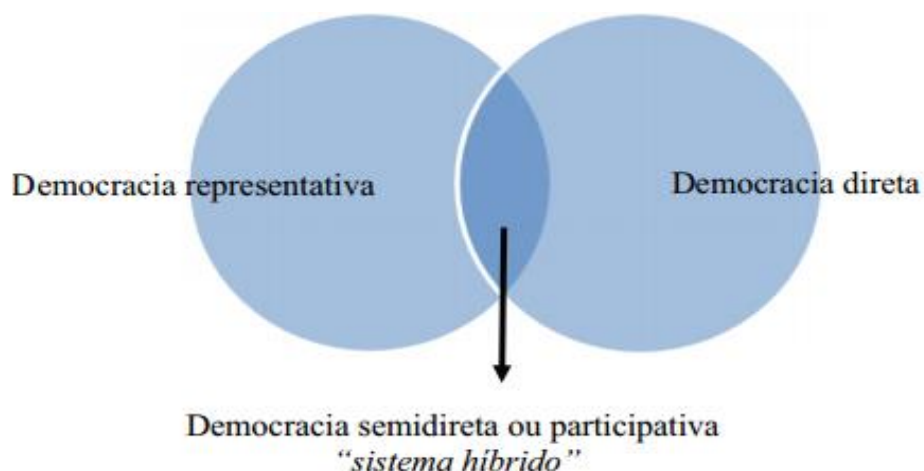 Democracia representativa
Democracia direta
Democracia semidireta ou participativa
“sistema híbrido”